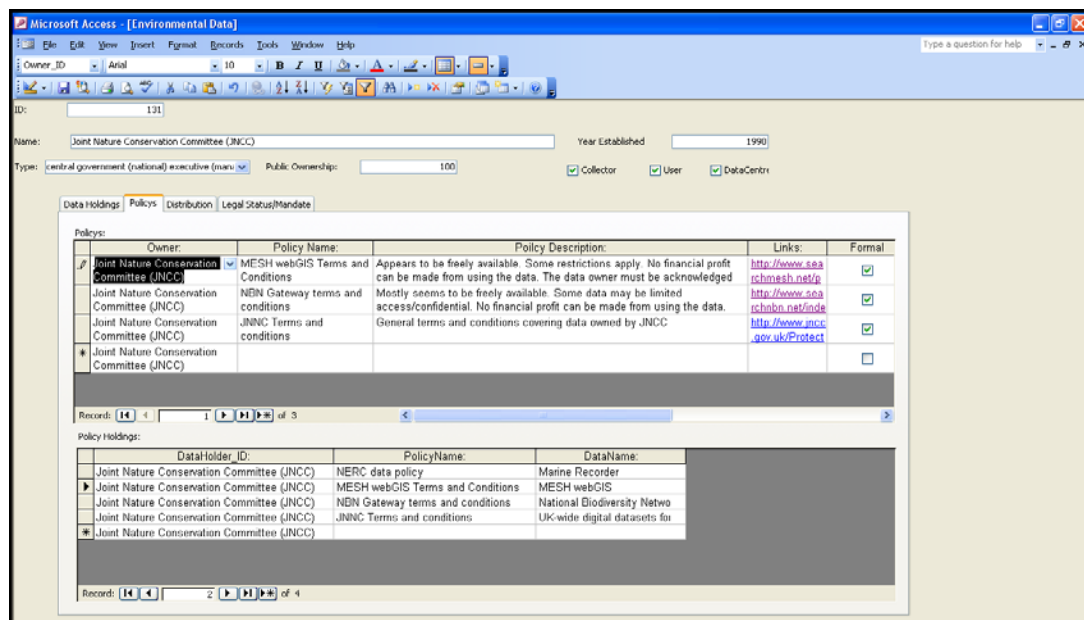 Microsoft Access - [Environmental Data]
File Edit View Insert Format Records Tools Window Help
Type a question for help
Owner_ID Arial 10 B I U A
ID: 131
Name: Joint Nature Conservation Committee (JNCC) Year Established 1990
Type: central government (national) executive (manu Public Ownership: 100 Collector User DataCentre
Data Holdings Policys Distribution Legal Status/Mandate
Policys:
Owner: Policy Name: Poilcy Description: Links: Formal
Joint Nature Conservation MESH webGIS Terms and Appears to be freely available. Some restrictions apply. No financial profit http://www.sea
Committee (JNCC) Conditions can be made from using the data. The data owner must be acknowledged rchmesh.net/p
Joint Nature Conservation NBN Gateway terms and Mostly seems to be freely available. Some data may be limited http://www.sea
Committee (JNCC) conditions access/confidential. No financial profit can be made from using the data. rchnbn.net/inde
Joint Nature Conservation JNNC Terms and General terms and conditions covering data owned by JNCC http://www.jncc
Committee (JNCC) conditions .gov.uk/Protect
Joint Nature Conservation
Committee (JNCC)
Record: 1 of 3
Policy Holdings:
DataHolder_ID: PolicyName: DataName:
Joint Nature Conservation Committee (JNCC) NERC data policy Marine Recorder
Joint Nature Conservation Committee (JNCC) MESH webGIS Terms and Conditions MESH webGIS
Joint Nature Conservation Committee (JNCC) NBN Gateway terms and conditions National Biodiversity Netwo
Joint Nature Conservation Committee (JNCC) JNNC Terms and conditions UK-wide digital datasets for
Joint Nature Conservation Committee (JNCC)
Record: 2 of 4